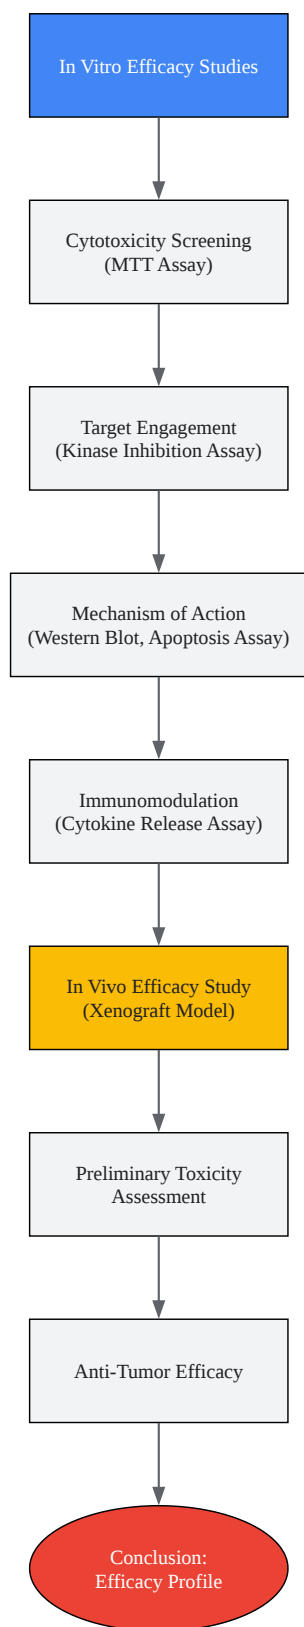 In Vitro Efficacy Studies
Cytotoxicity Screening
(MTT Assay)
Target Engagement
(Kinase Inhibition Assay)
Mechanism of Action
(Western Blot, Apoptosis Assay)
Immunomodulation
(Cytokine Release Assay)
In Vivo Efficacy Study
(Xenograft Model)
Preliminary Toxicity
Assessment
Anti-Tumor Efficacy
Conclusion:
Efficacy Profile